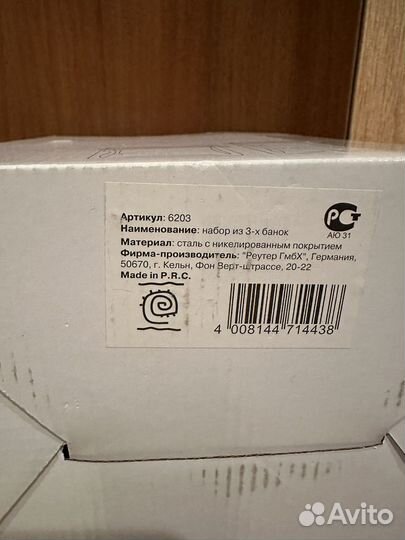 Артикул: 6203
Наименование: набор из 3-х банок
Материал: сталь с никелированным покрытием
Фирма-производитель: "Реутер ГмбХ", Германия,
50670, г. Кельн, Фон Верт-штрассе, 20-22
Made in P.R.C.
РСТ
АЮ 31
4 008144 714438
Avito